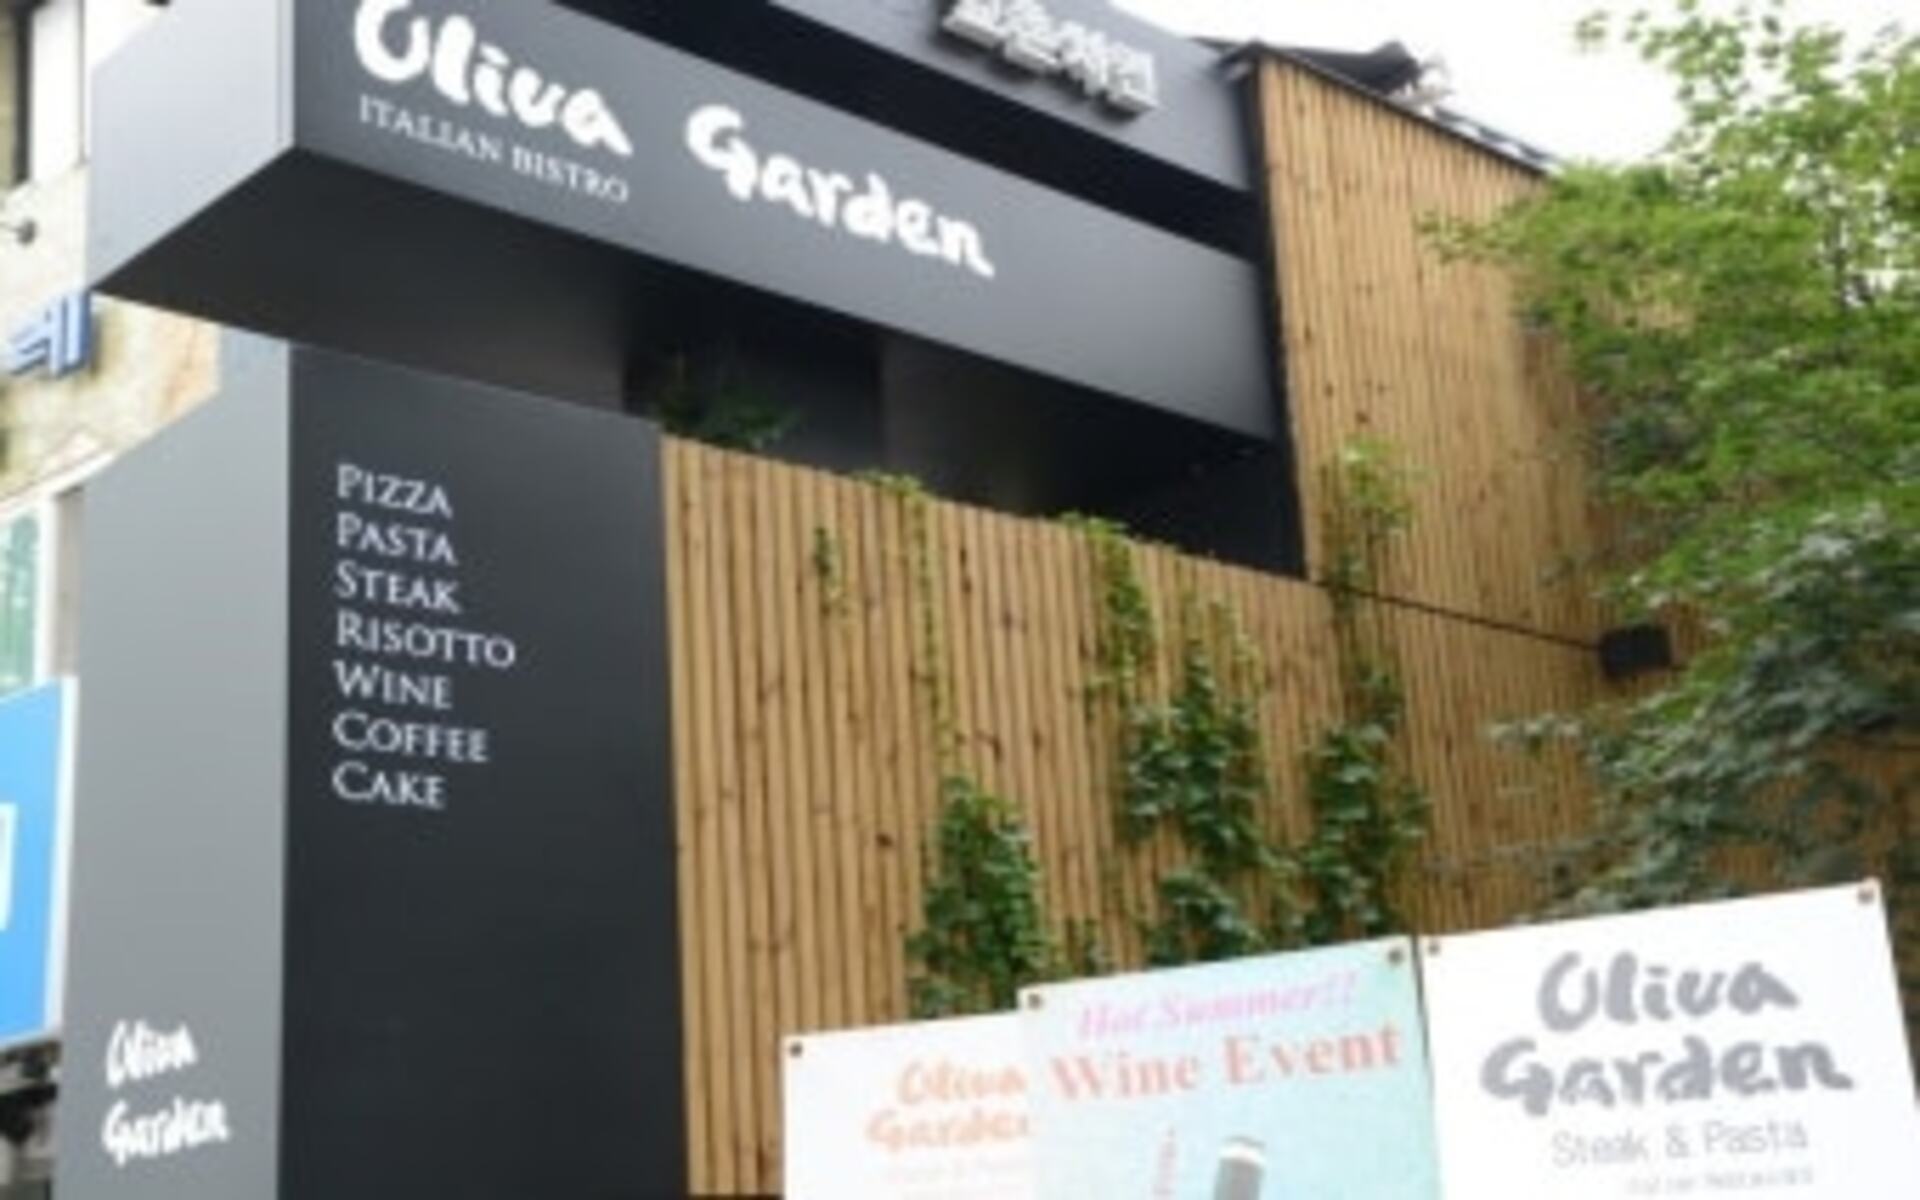 Oliva Garden
ITALIAN BISTRO
PIZZA
PASTA
STEAK
RISOTTO
WINE
COFFEE
CAKE
Oliva
Garden
Oliva
Garden
Hot Summer!!
Wine Event
Oliva
Garden
Steak & Pasta